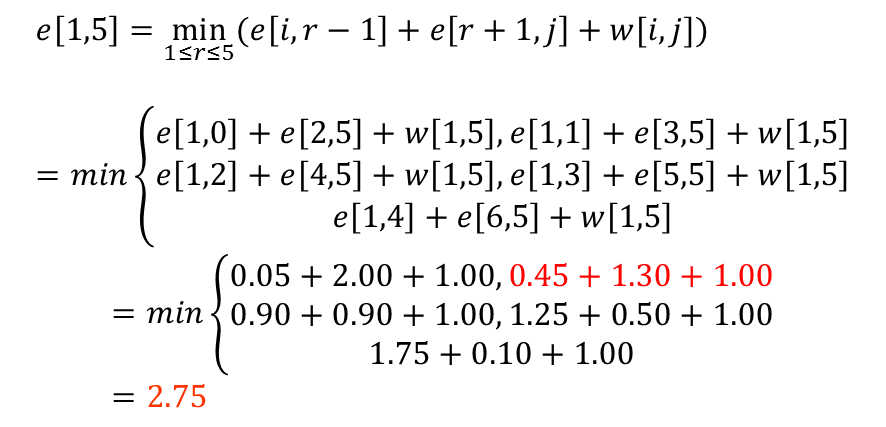 e[1,5] = min (e[i,r − 1] + e[r + 1,j] + w[i,j])
1≤r≤5
e[1,0] + e[2,5] + w[1,5], e[1,1] + e[3,5] + w[1,5]
= min { e[1,2] + e[4,5] + w[1,5], e[1,3] + e[5,5] + w[1,5]
e[1,4] + e[6,5] + w[1,5]
0.05 + 2.00 + 1.00, 0.45 + 1.30 + 1.00
= min { 0.90 + 0.90 + 1.00, 1.25 + 0.50 + 1.00
1.75 + 0.10 + 1.00
= 2.75